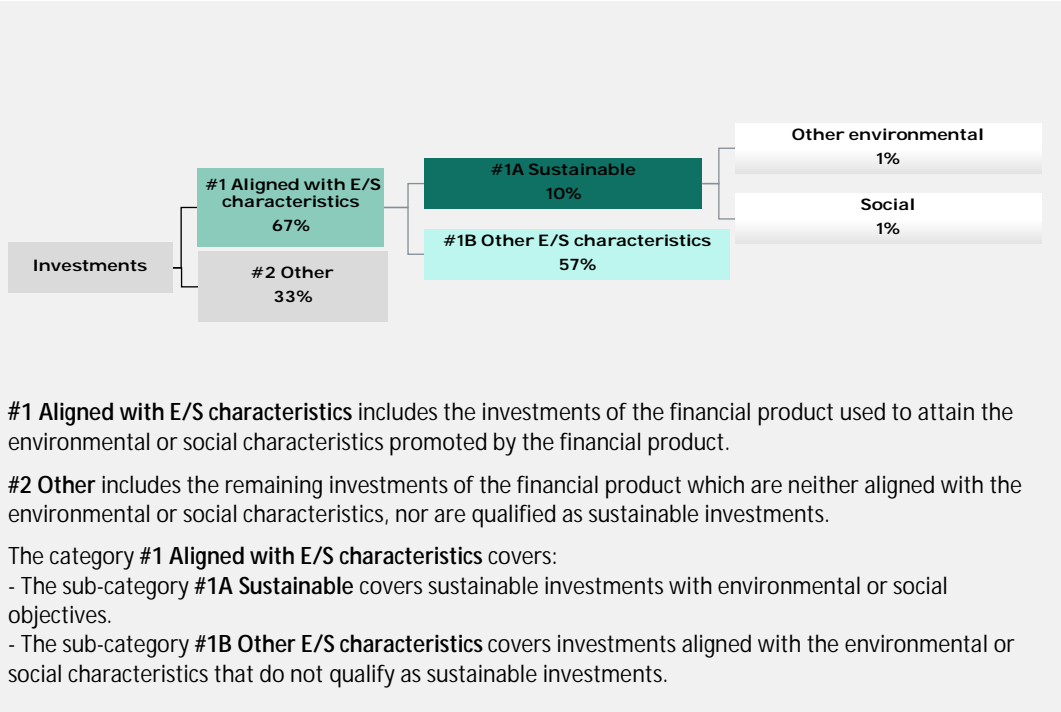 Other environmental
1%
#1A Sustainable
10%
#1 Aligned with E/S
characteristics
67%
Social
1%
#1B Other E/S characteristics
57%
Investments
#2 Other
33%
#1 Aligned with E/S characteristics includes the investments of the financial product used to attain the
environmental or social characteristics promoted by the financial product.
#2 Other includes the remaining investments of the financial product which are neither aligned with the
environmental or social characteristics, nor are qualified as sustainable investments.
The category #1 Aligned with E/S characteristics covers:
- The sub-category #1A Sustainable covers sustainable investments with environmental or social
objectives.
- The sub-category #1B Other E/S characteristics covers investments aligned with the environmental or
social characteristics that do not qualify as sustainable investments.